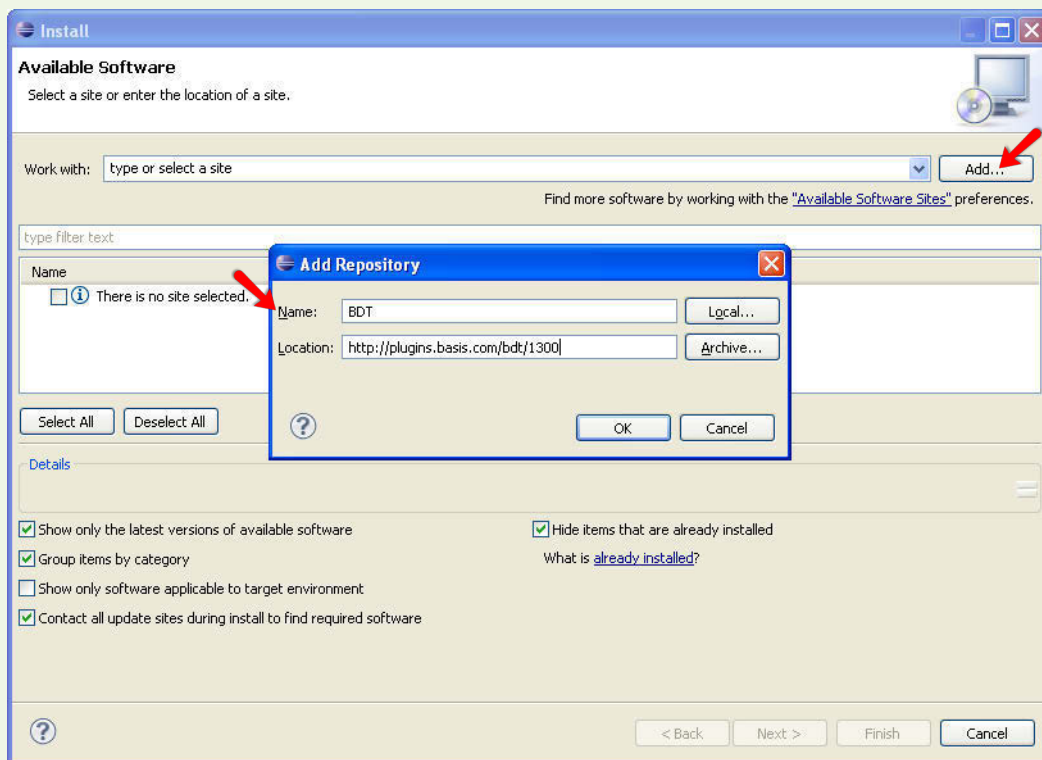 Install
Available Software
Select a site or enter the location of a site.
Work with: type or select a site Add...
Find more software by working with the "Available Software Sites" preferences.
type filter text
Name
There is no site selected.
Add Repository
Name: BDT Local...
Location: http://plugins.basis.com/bdt/1300 Archive...
OK Cancel
Select All Deselect All
Details
Show only the latest versions of available software Hide items that are already installed
Group items by category What is already installed?
Show only software applicable to target environment
Contact all update sites during install to find required software
< Back Next > Finish Cancel